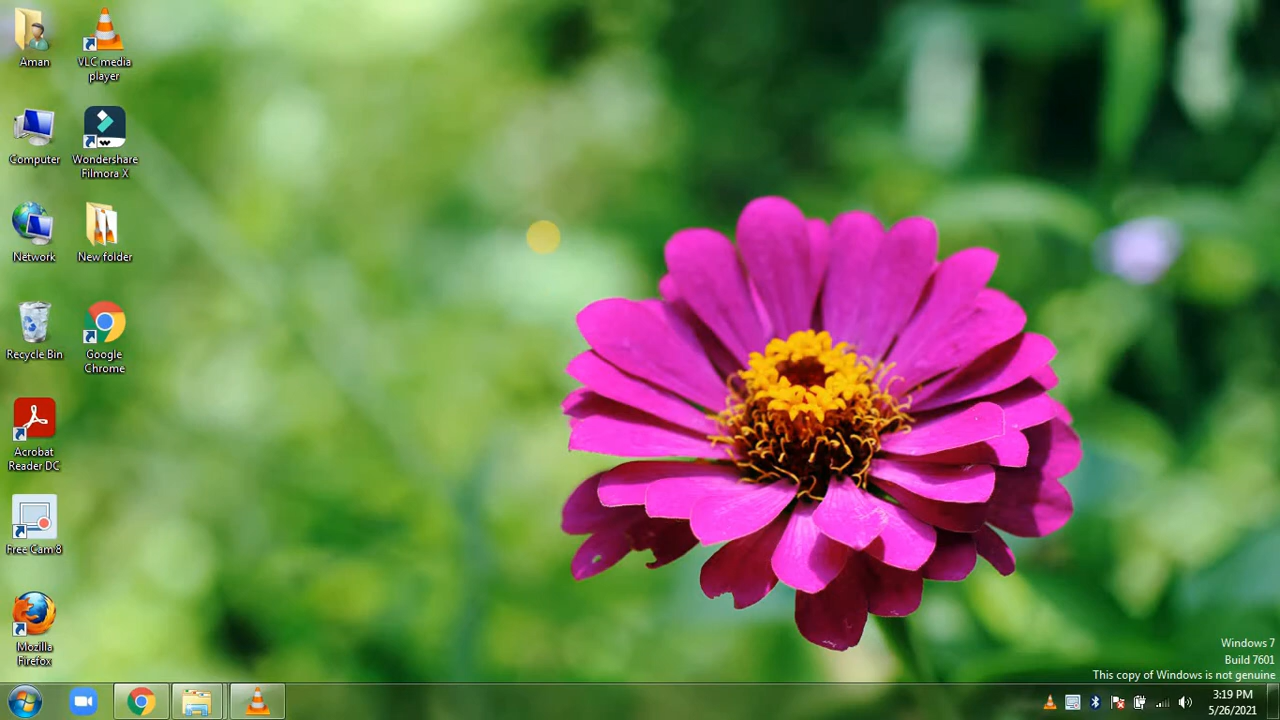 Aman
VLC media
player
Computer
Wondershare
Filmora X
Network
New folder
Recycle Bin
Google
Chrome
Acrobat
Reader DC
Free Cam 8
Mozilla
Firefox
Windows 7
Build 7601
This copy of Windows is not genuine
3:19 PM
5/26/2021